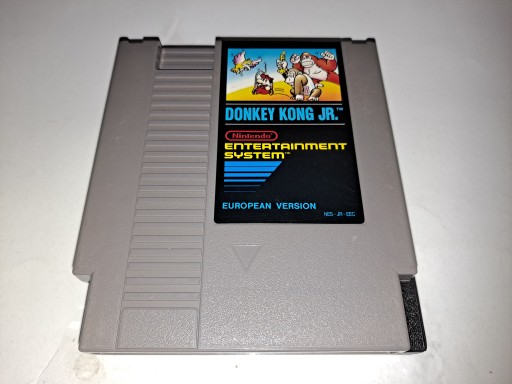 DONKEY KONG JR.™
Nintendo
ENTERTAINMENT
SYSTEM™
EUROPEAN VERSION
NES-JR-EEC